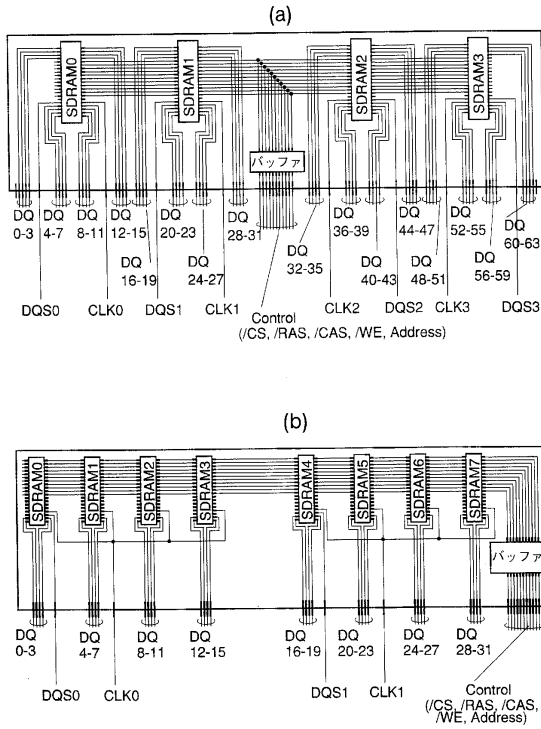 (a)
SDRAM0
SDRAM1
SDRAM2
SDRAM3
バッファ
DQ 0-3
DQ 4-7
DQ 8-11
DQ 12-15
DQ 16-19
DQ 20-23
DQ 24-27
DQ 28-31
DQ 32-35
DQ 36-39
DQ 40-43
DQ 44-47
DQ 48-51
DQ 52-55
DQ 56-59
DQ 60-63
DQS0
CLK0
DQS1
CLK1
Control
(/CS, /RAS, /CAS, /WE, Address)
CLK2
DQS2
CLK3
DQS3
(b)
SDRAM0
SDRAM1
SDRAM2
SDRAM3
SDRAM4
SDRAM5
SDRAM6
SDRAM7
バッファ
DQ 0-3
DQ 4-7
DQ 8-11
DQ 12-15
DQ 16-19
DQ 20-23
DQ 24-27
DQ 28-31
DQS0
CLK0
DQS1
CLK1
Control
(/CS, /RAS, /CAS,
/WE, Address)